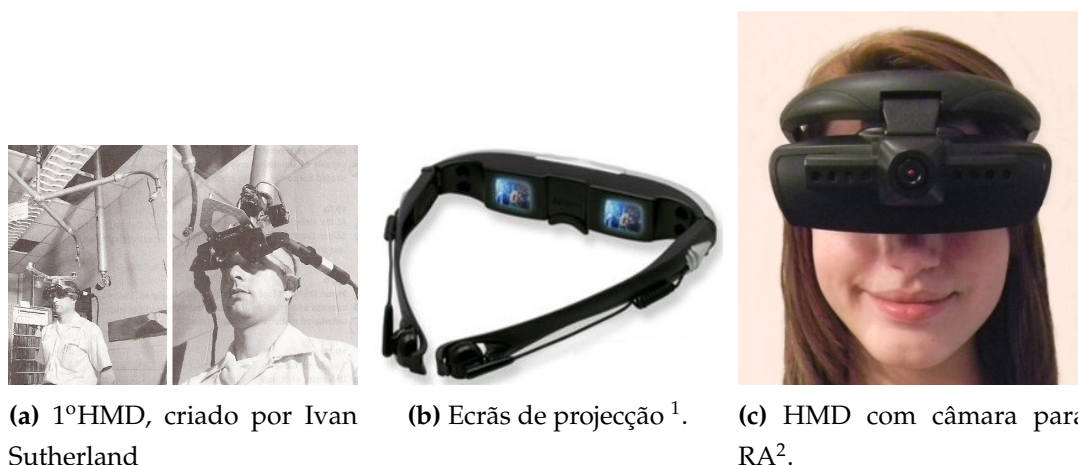 (a) 1ºHMD, criado por Ivan
Sutherland
(b) Ecrãs de projecção 1.
(c) HMD com câmara para
RA2.